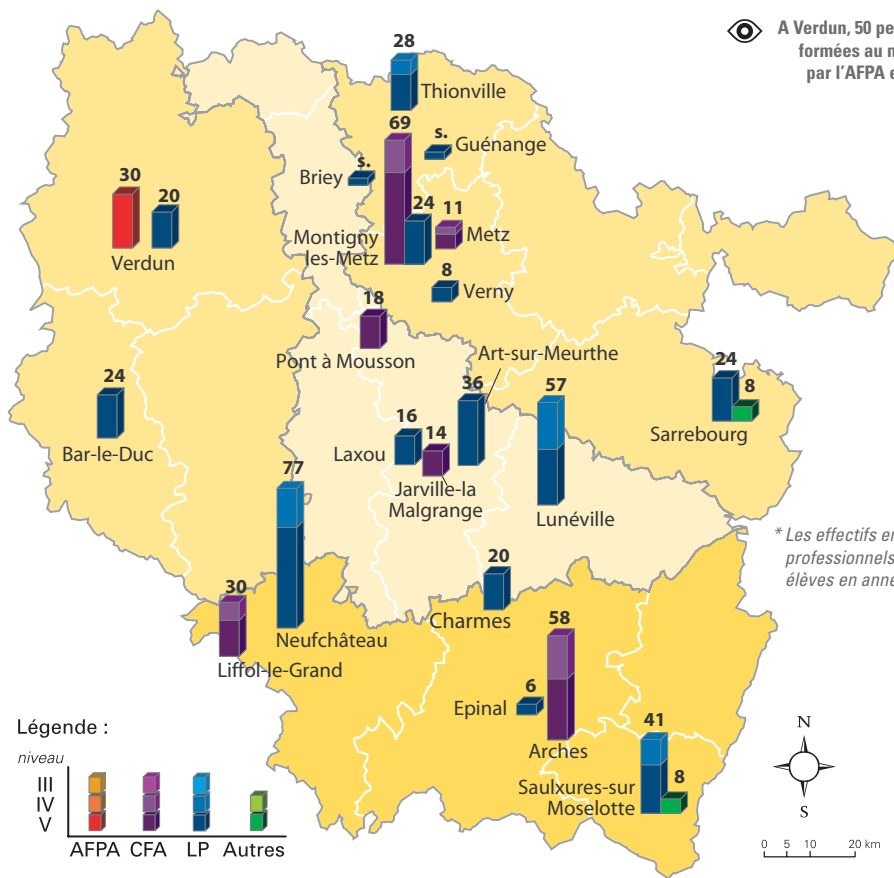 A Verdun, 50 pe
formées au n
par l'AFPA e
28
Thionville
69
s.
Guénange
s.
Briey
30
20
Verdun
24
11
Metz
Montigny
les-Metz
8
Verny
18
Pont à Mousson
Art-sur-Meurthe
36
57
24
8
Sarrebourg
24
Bar-le-Duc
16
Laxou
14
Jarville-la
Malgrange
Lunéville
77
Neufchâteau
* Les effectifs en
professionnels
élèves en anné
20
Charmes
30
Liffol-le-Grand
58
Arches
6
Epinal
41
8
Saulxures-sur
Moselotte
Légende :
niveau
III
IV
V
AFPA CFA LP Autres
N
S
0 5 10 20 km